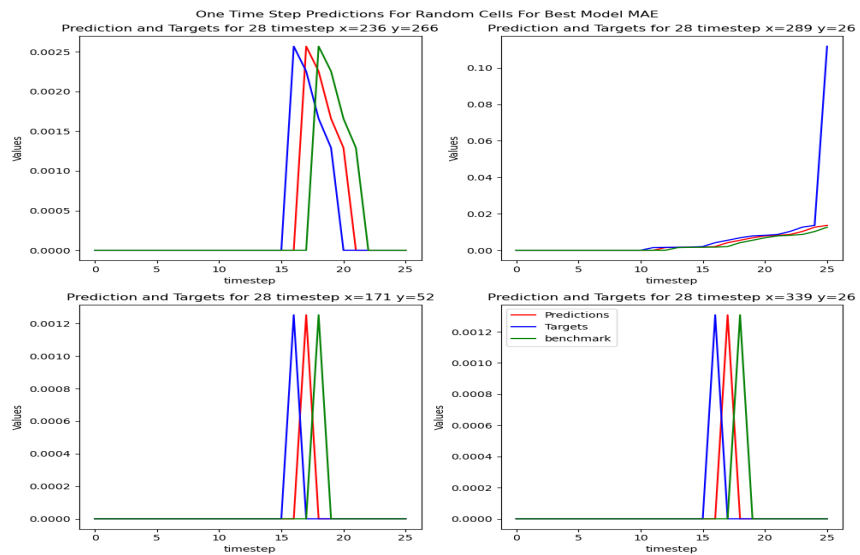 One Time Step Predictions For Random Cells For Best Model MAE
Prediction and Targets for 28 timestep x=236 y=266
0.0025
0.0020
0.0015
0.0010
0.0005
0.0000
Values
0 5 10 15 20 25
timestep
Prediction and Targets for 28 timestep x=289 y=26
0.10
0.08
0.06
0.04
0.02
0.00
Values
0 5 10 15 20 25
timestep
Prediction and Targets for 28 timestep x=171 y=52
0.0012
0.0010
0.0008
0.0006
0.0004
0.0002
0.0000
Values
0 5 10 15 20 25
timestep
Prediction and Targets for 28 timestep x=339 y=26
Predictions
Targets
benchmark
0.0012
0.0010
0.0008
0.0006
0.0004
0.0002
0.0000
Values
0 5 10 15 20 25
timestep